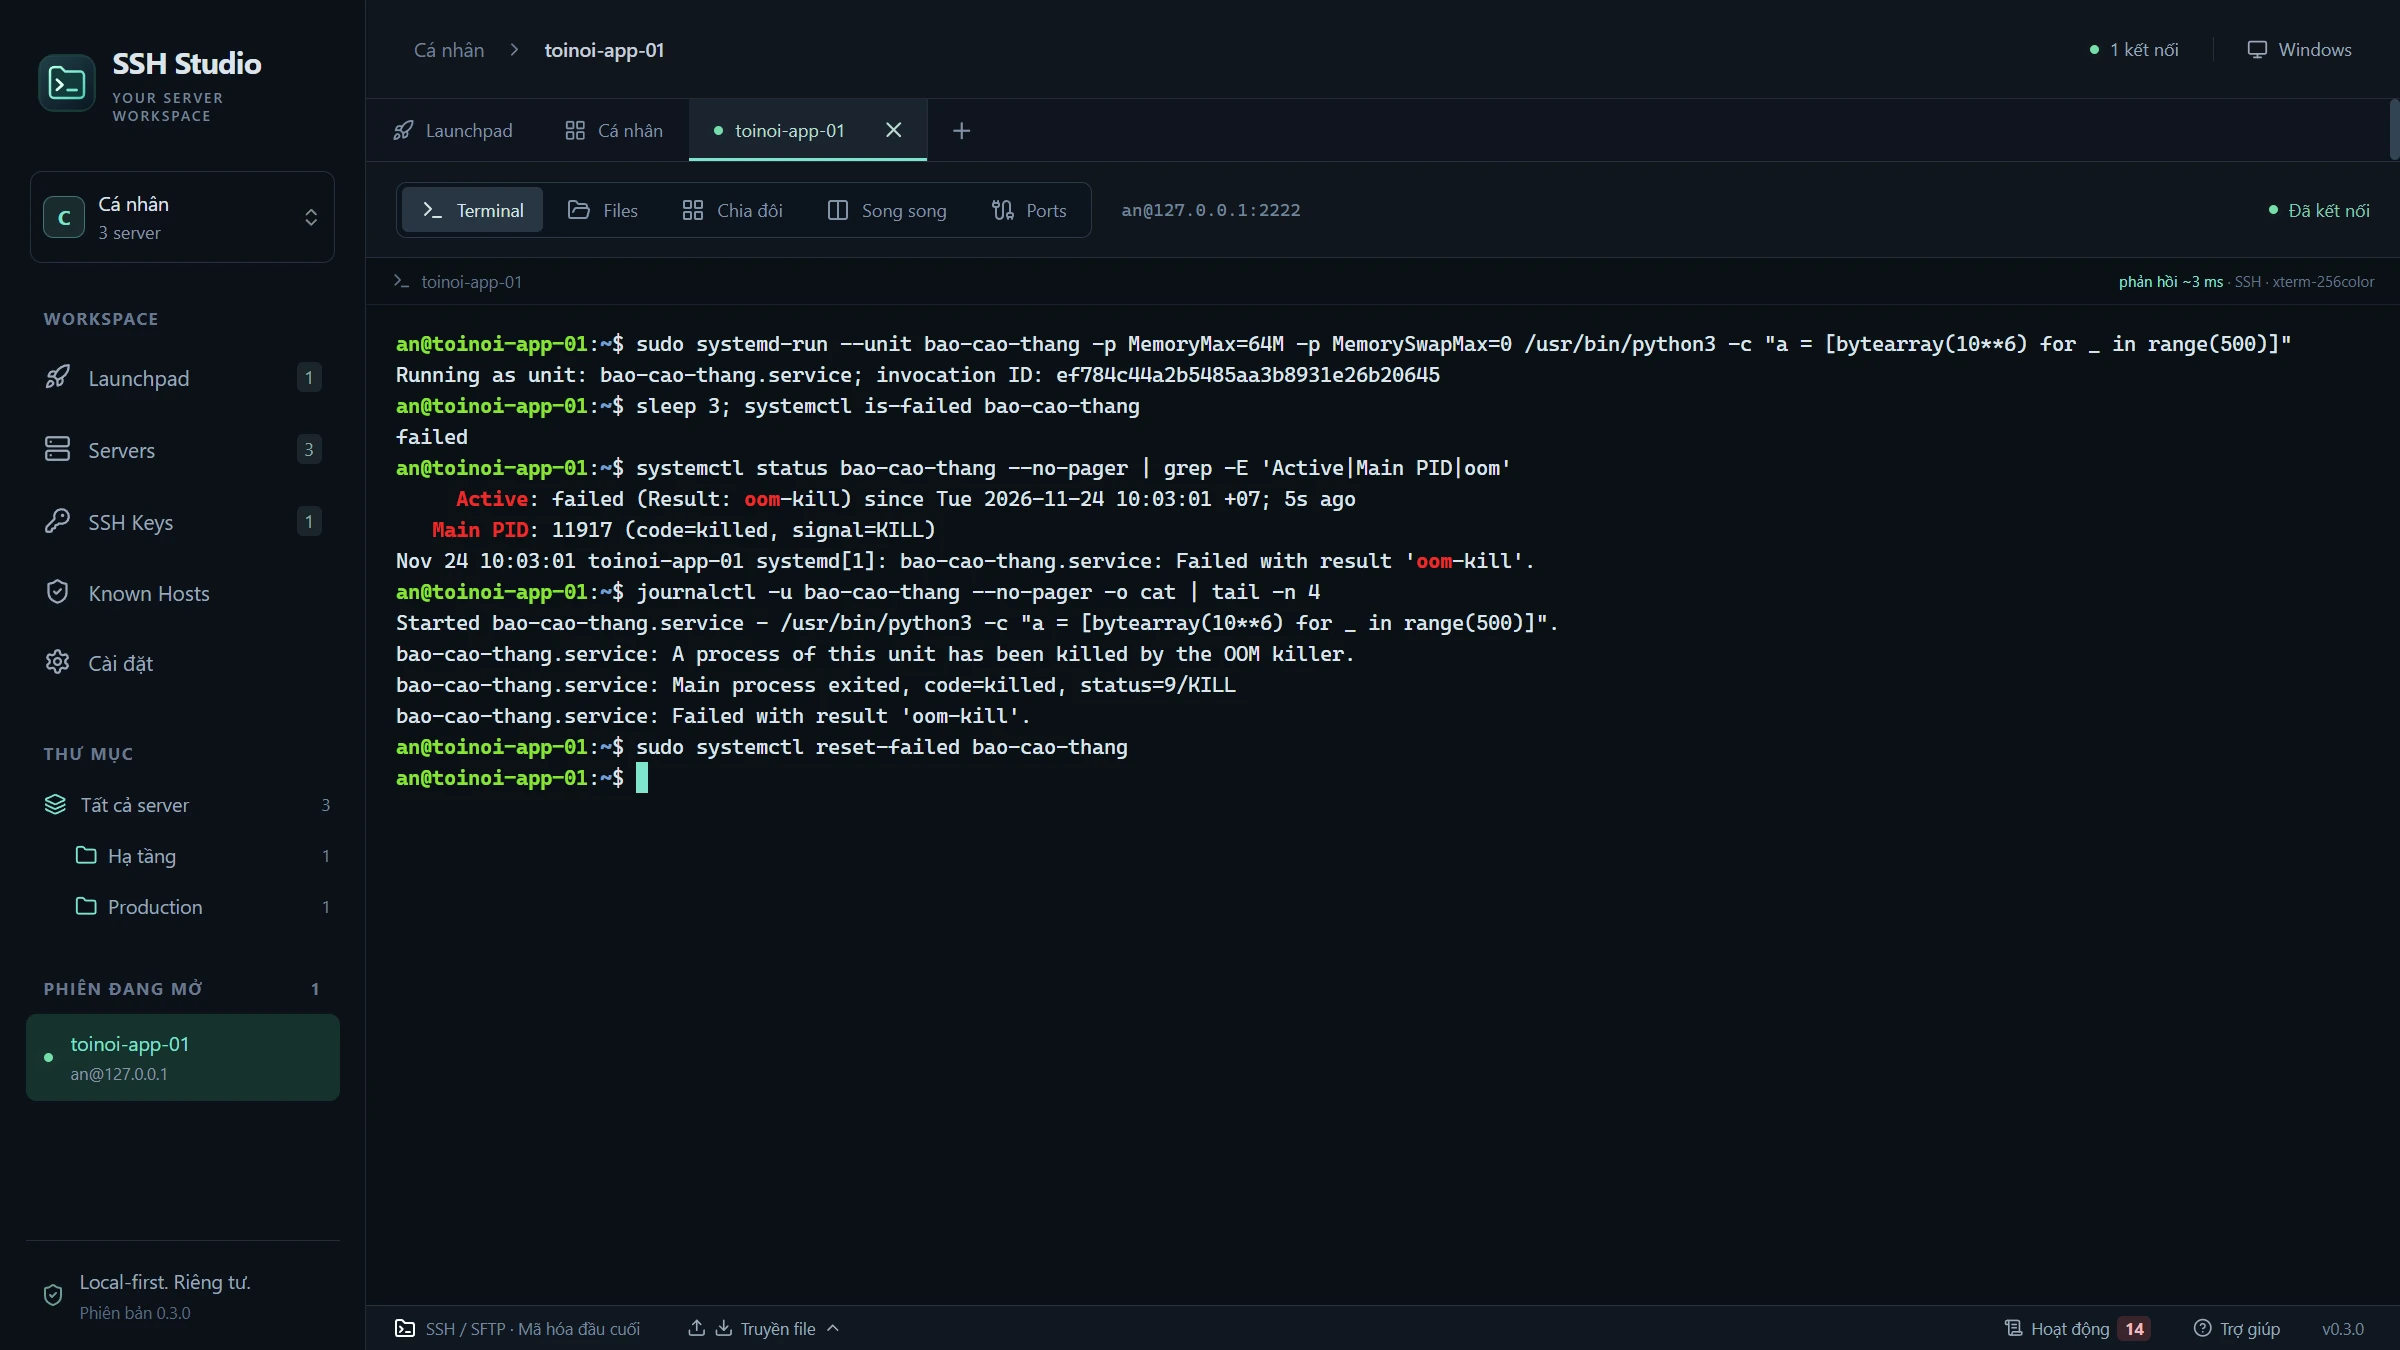 SSH Studio
YOUR SERVER
WORKSPACE
C
Cá nhân
3 server
WORKSPACE
Launchpad 1
Servers 3
SSH Keys 1
Known Hosts
Cài đặt
THƯ MỤC
Tất cả server 3
Hạ tầng 1
Production 1
PHIÊN ĐANG MỞ 1
toinoi-app-01
an@127.0.0.1
Local-first. Riêng tư.
Phiên bản 0.3.0
Cá nhân > toinoi-app-01
1 kết nối
Windows
Launchpad
Cá nhân
toinoi-app-01
Terminal
Files
Chia đôi
Song song
Ports
an@127.0.0.1:2222
Đã kết nối
toinoi-app-01
phản hồi ~3 ms · SSH · xterm-256color
an@toinoi-app-01:~$ sudo systemd-run --unit bao-cao-thang -p MemoryMax=64M -p MemorySwapMax=0 /usr/bin/python3 -c "a = [bytearray(10**6) for _ in range(500)]"
Running as unit: bao-cao-thang.service; invocation ID: ef784c44a2b5485aa3b8931e26b20645
an@toinoi-app-01:~$ sleep 3; systemctl is-failed bao-cao-thang
failed
an@toinoi-app-01:~$ systemctl status bao-cao-thang --no-pager | grep -E 'Active|Main PID|oom'
Active: failed (Result: oom-kill) since Tue 2026-11-24 10:03:01 +07; 5s ago
Main PID: 11917 (code=killed, signal=KILL)
Nov 24 10:03:01 toinoi-app-01 systemd[1]: bao-cao-thang.service: Failed with result 'oom-kill'.
an@toinoi-app-01:~$ journalctl -u bao-cao-thang --no-pager -o cat | tail -n 4
Started bao-cao-thang.service - /usr/bin/python3 -c "a = [bytearray(10**6) for _ in range(500)]".
bao-cao-thang.service: A process of this unit has been killed by the OOM killer.
bao-cao-thang.service: Main process exited, code=killed, status=9/KILL
bao-cao-thang.service: Failed with result 'oom-kill'.
an@toinoi-app-01:~$ sudo systemctl reset-failed bao-cao-thang
an@toinoi-app-01:~$
SSH / SFTP · Mã hóa đầu cuối
Truyền file
Hoạt động 14
Trợ giúp
v0.3.0